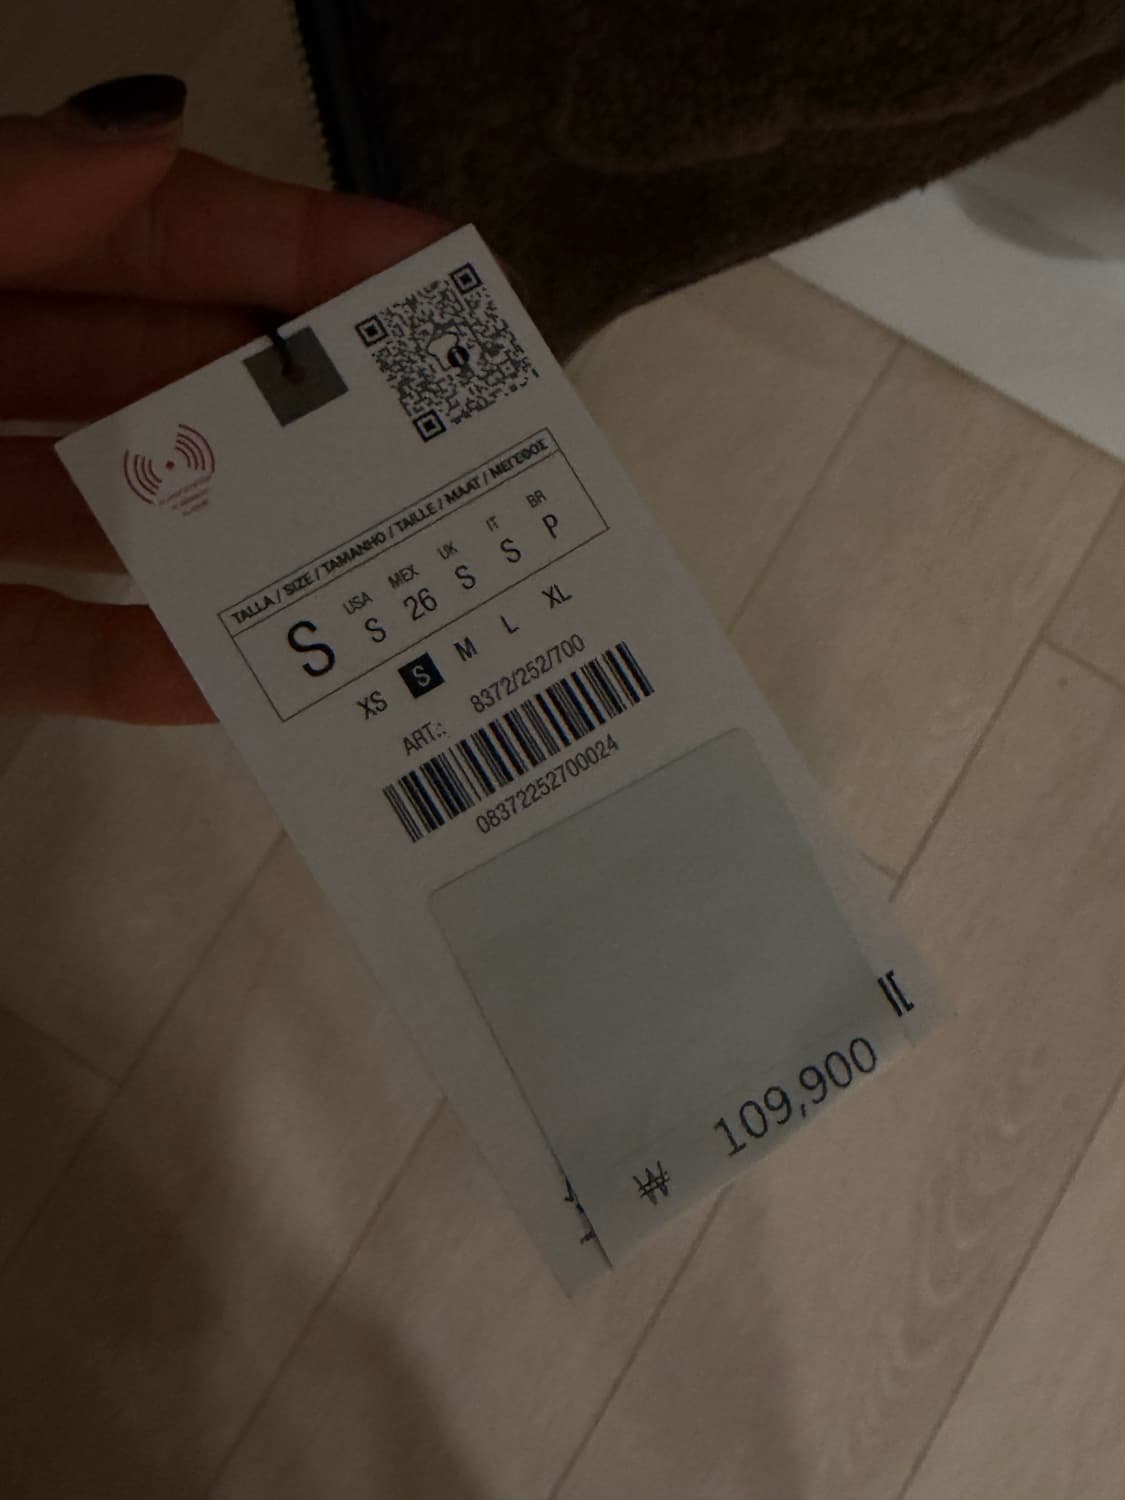 TALLA / SIZE / TAMANHO / TAILLE / MAAT / ΜΕΓΕΘΟΣ
USA MEX UK IT BR
S S 26 S S P
XS S M L XL
ART.: 8372/252/700
08372252700024
₩ 109,900